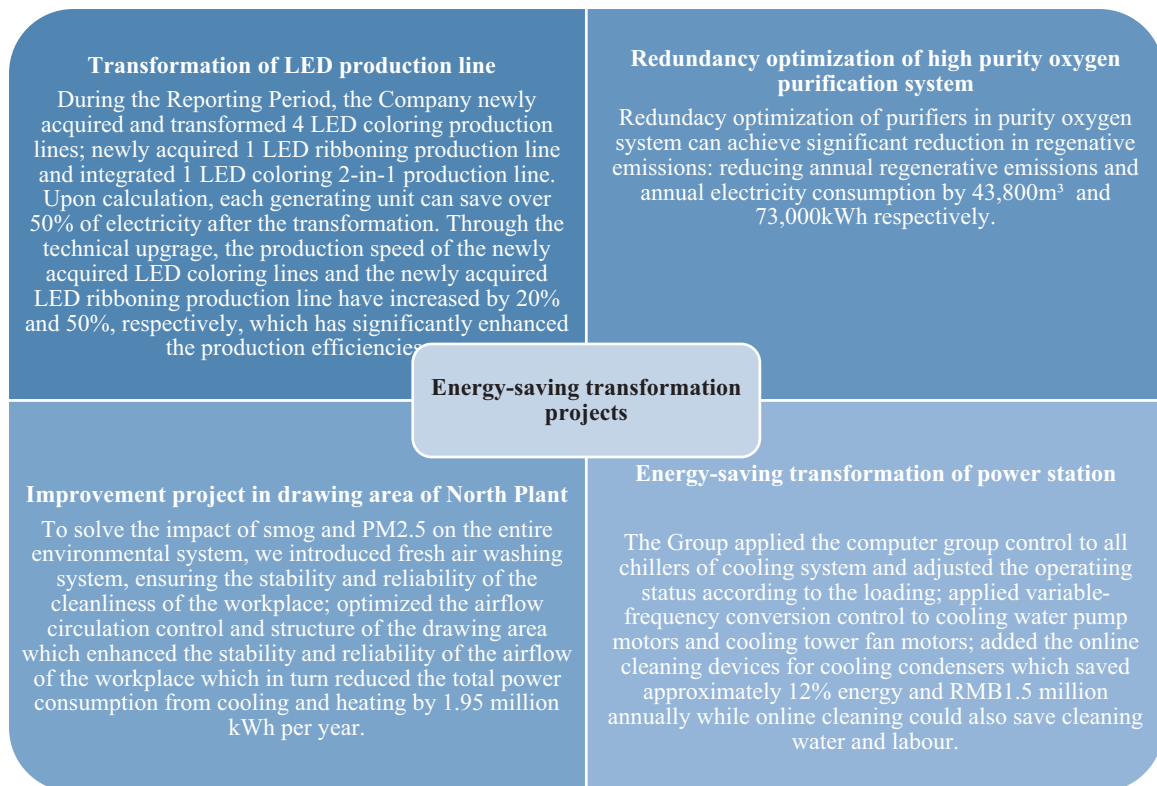 Transformation of LED production line
During the Reporting Period, the Company newly
acquired and transformed 4 LED coloring production
lines; newly acquired 1 LED ribboning production line
and integrated 1 LED coloring 2-in-1 production line.
Upon calculation, each generating unit can save over
50% of electricity after the transformation. Through the
technical upgrage, the production speed of the newly
acquired LED coloring lines and the newly acquired
LED ribboning production line have increased by 20%
and 50%, respectively, which has significantly enhanced
the production efficiencies
Redundancy optimization of high purity oxygen
purification system
Redundacy optimization of purifiers in purity oxygen
system can achieve significant reduction in regenative
emissions: reducing annual regenerative emissions and
annual electricity consumption by 43,800m³ and
73,000kWh respectively.
Energy-saving transformation
projects
Improvement project in drawing area of North Plant
To solve the impact of smog and PM2.5 on the entire
environmental system, we introduced fresh air washing
system, ensuring the stability and reliability of the
cleanliness of the workplace; optimized the airflow
circulation control and structure of the drawing area
which enhanced the stability and reliability of the airflow
of the workplace which in turn reduced the total power
consumption from cooling and heating by 1.95 million
kWh per year.
Energy-saving transformation of power station
The Group applied the computer group control to all
chillers of cooling system and adjusted the operatiing
status according to the loading; applied variable-
frequency conversion control to cooling water pump
motors and cooling tower fan motors; added the online
cleaning devices for cooling condensers which saved
approximately 12% energy and RMB1.5 million
annually while online cleaning could also save cleaning
water and labour.